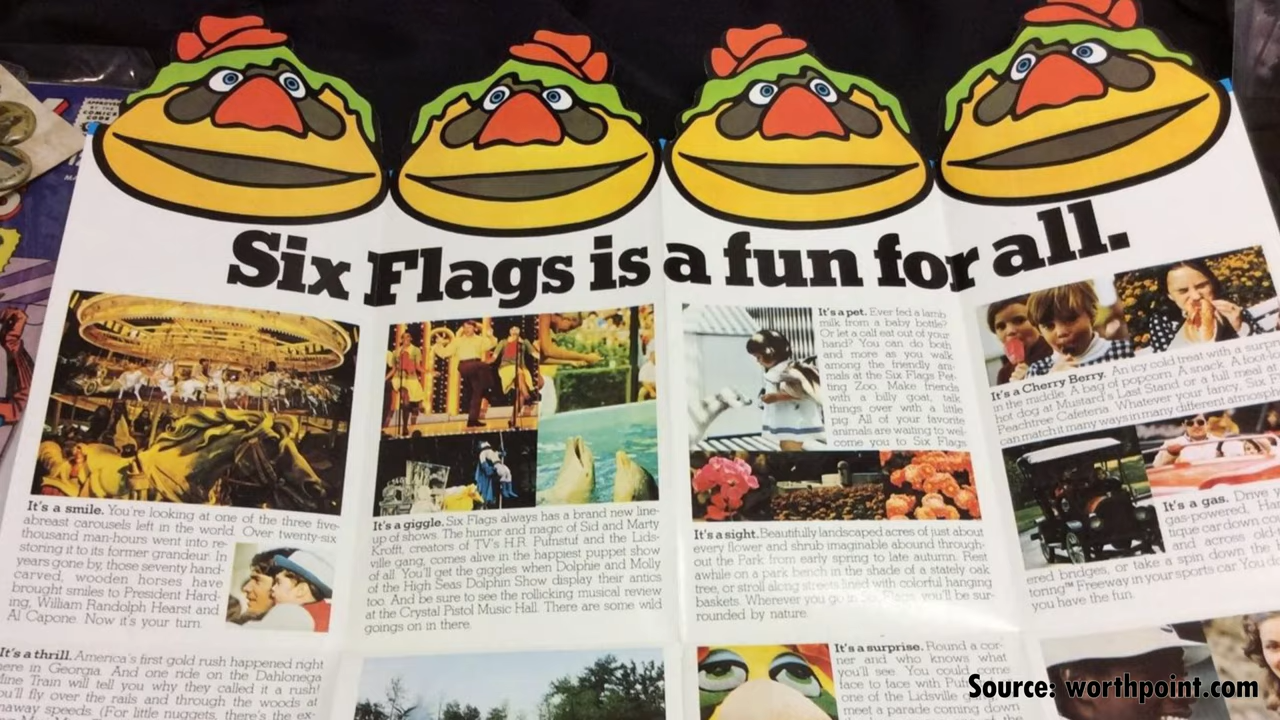 APPROVED
BY THE
COMICS
CODE
Six Flags is a fun for all.
It's a smile. You're looking at one of the three five-
abreast carousels left in the world. Over twenty-six
thousand man-hours went into re-
storing it to its former grandeur. In
years gone by, those seventy hand-
carved, wooden horses have
brought smiles to President Hard-
ing, William Randolph Hearst and
Al Capone. Now it's your turn.
It's a giggle. Six Flags always has a brand new line-
up of shows. The humor and magic of Sid and Marty
Krofft, creators of TV's H.R. Pufnstuf and the Lids-
ville gang, comes alive in the happiest puppet show
of all. You'll get the giggles when Dolphie and Molly
of the High Seas Dolphin Show display their antics
too. And be sure to see the rollicking musical review
at the Crystal Pistol Music Hall. There are some wild
goings on in there.
It's a pet. Ever fed a lamb
milk from a baby bottle?
Or let a calf eat out of your
hand? You can do both
and more as you walk
among the friendly ani-
mals at the Six Flags Pet-
ting Zoo. Make friends
with a billy goat, talk
things over with a little
pig. All of your favorite
animals are waiting to wel-
come you to Six Flags.
It's a sight. Beautifully landscaped acres of just about
every flower and shrub imaginable abound through-
out the Park from early spring to late autumn. Rest
awhile on a park bench in the shade of a stately oak
tree, or stroll along streets lined with colorful hanging
baskets. Wherever you go in Six Flags, you'll be sur-
rounded by nature.
It's a Cherry Berry. An icy cold treat with a surpr
in the middle. A bag of popcorn. A snack. A foot-lo
hot dog at Mustard's Last Stand or a full meal
Peachtree Cafeteria. Whatever your fancy, Six F
can match it many ways in many different atmosph
It's a gas. Drive
gas-powered, Ha
tique car down co
and across old
ered bridges, or take a spin down the
toring™ Freeway in your sports car. You d
you have the fun.
It's a thrill. America's first gold rush happened right
here in Georgia. And one ride on the Dahlonega
Mine Train will tell you why they called it a rush!
You'll fly over the rails and through the woods at
naway speeds. (For little nuggets, there's the ex-
It's a surprise. Round a cor-
ner and who knows what
you'll see. You could come
face to face with Puf
one of the Lidsville
meet a parade coming down
Source: worthpoint.com